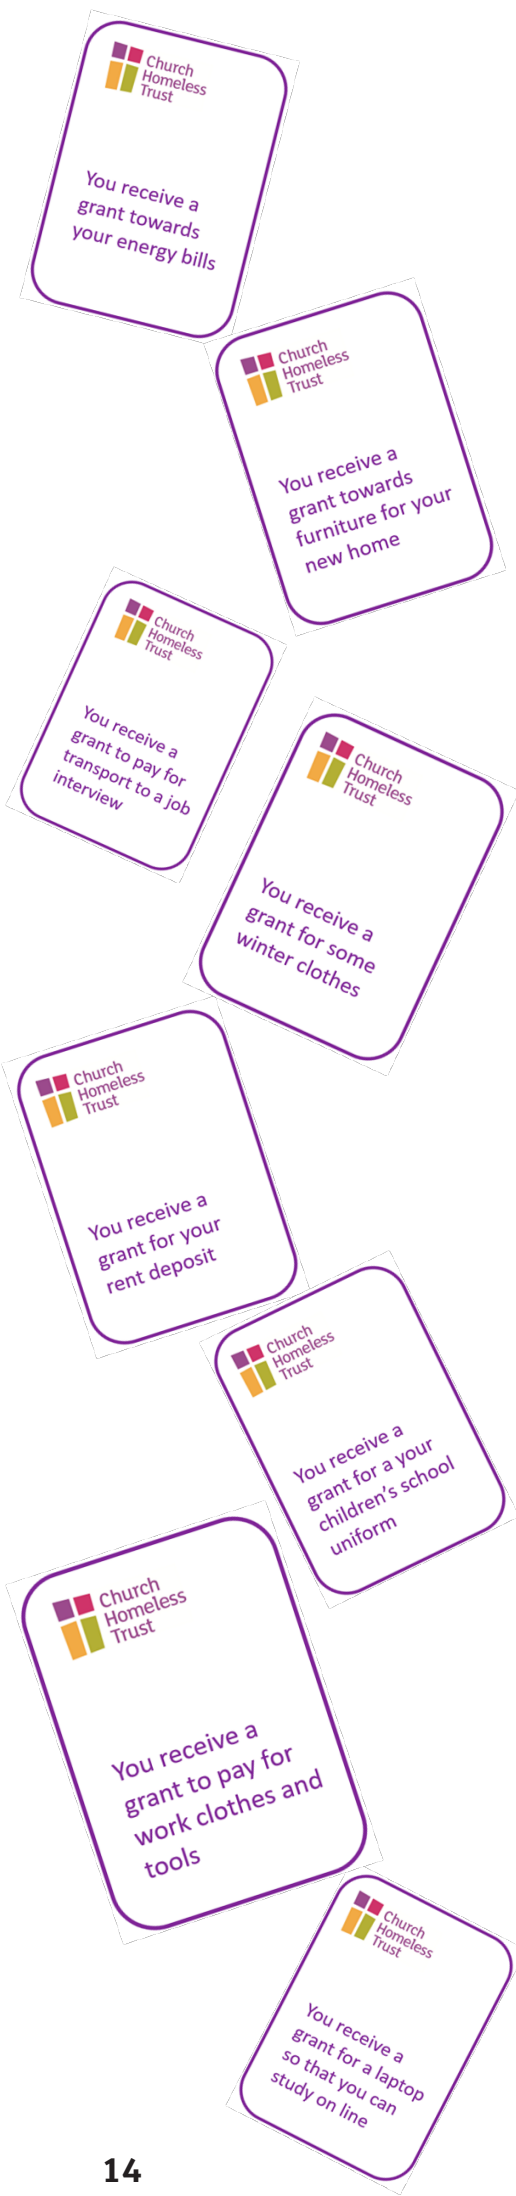 Church
Homeless
Trust
You receive a
grant towards
your energy bills
Church
Homeless
Trust
You receive a
grant towards
furniture for your
new home
Church
Homeless
Trust
You receive a
grant to pay for
transport to a job
interview
Church
Homeless
Trust
You receive a
grant for some
winter clothes
Church
Homeless
Trust
You receive a
grant for your
rent deposit
Church
Homeless
Trust
You receive a
grant for a your
children’s school
uniform
Church
Homeless
Trust
You receive a
grant to pay for
work clothes and
tools
Church
Homeless
Trust
You receive a
grant for a laptop
so that you can
study on line
14